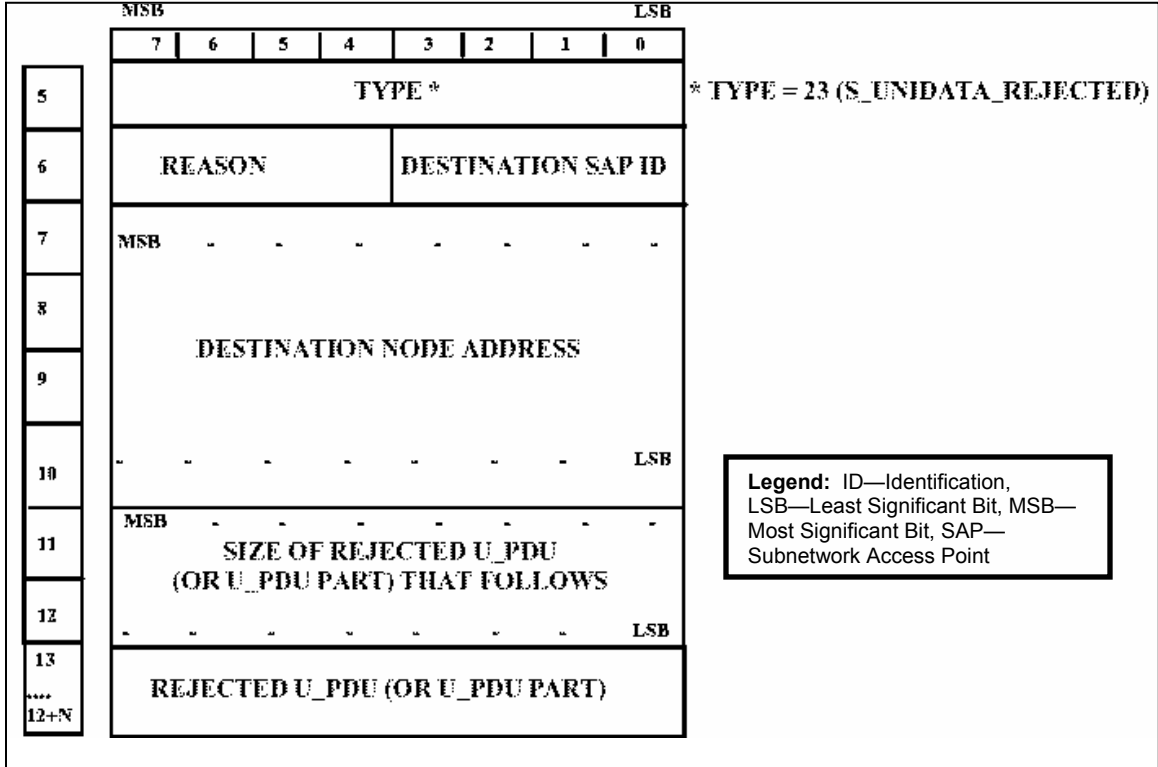 MSB LSB
7 6 5 4 3 2 1 0
5 TYPE * * TYPE = 23 (S_UNIDATA_REJECTED)
6 REASON DESTINATION SAP ID
7 MSB - - - - - - -
8
DESTINATION NODE ADDRESS
9
10 - - - - - - - LSB
11 MSB - - - - - - -
SIZE OF REJECTED U_PDU
(OR U_PDU PART) THAT FOLLOWS
12 - - - - - - - LSB
13
....
12+N
REJECTED U_PDU (OR U_PDU PART)
Legend: ID—Identification,
LSB—Least Significant Bit, MSB—
Most Significant Bit, SAP—
Subnetwork Access Point